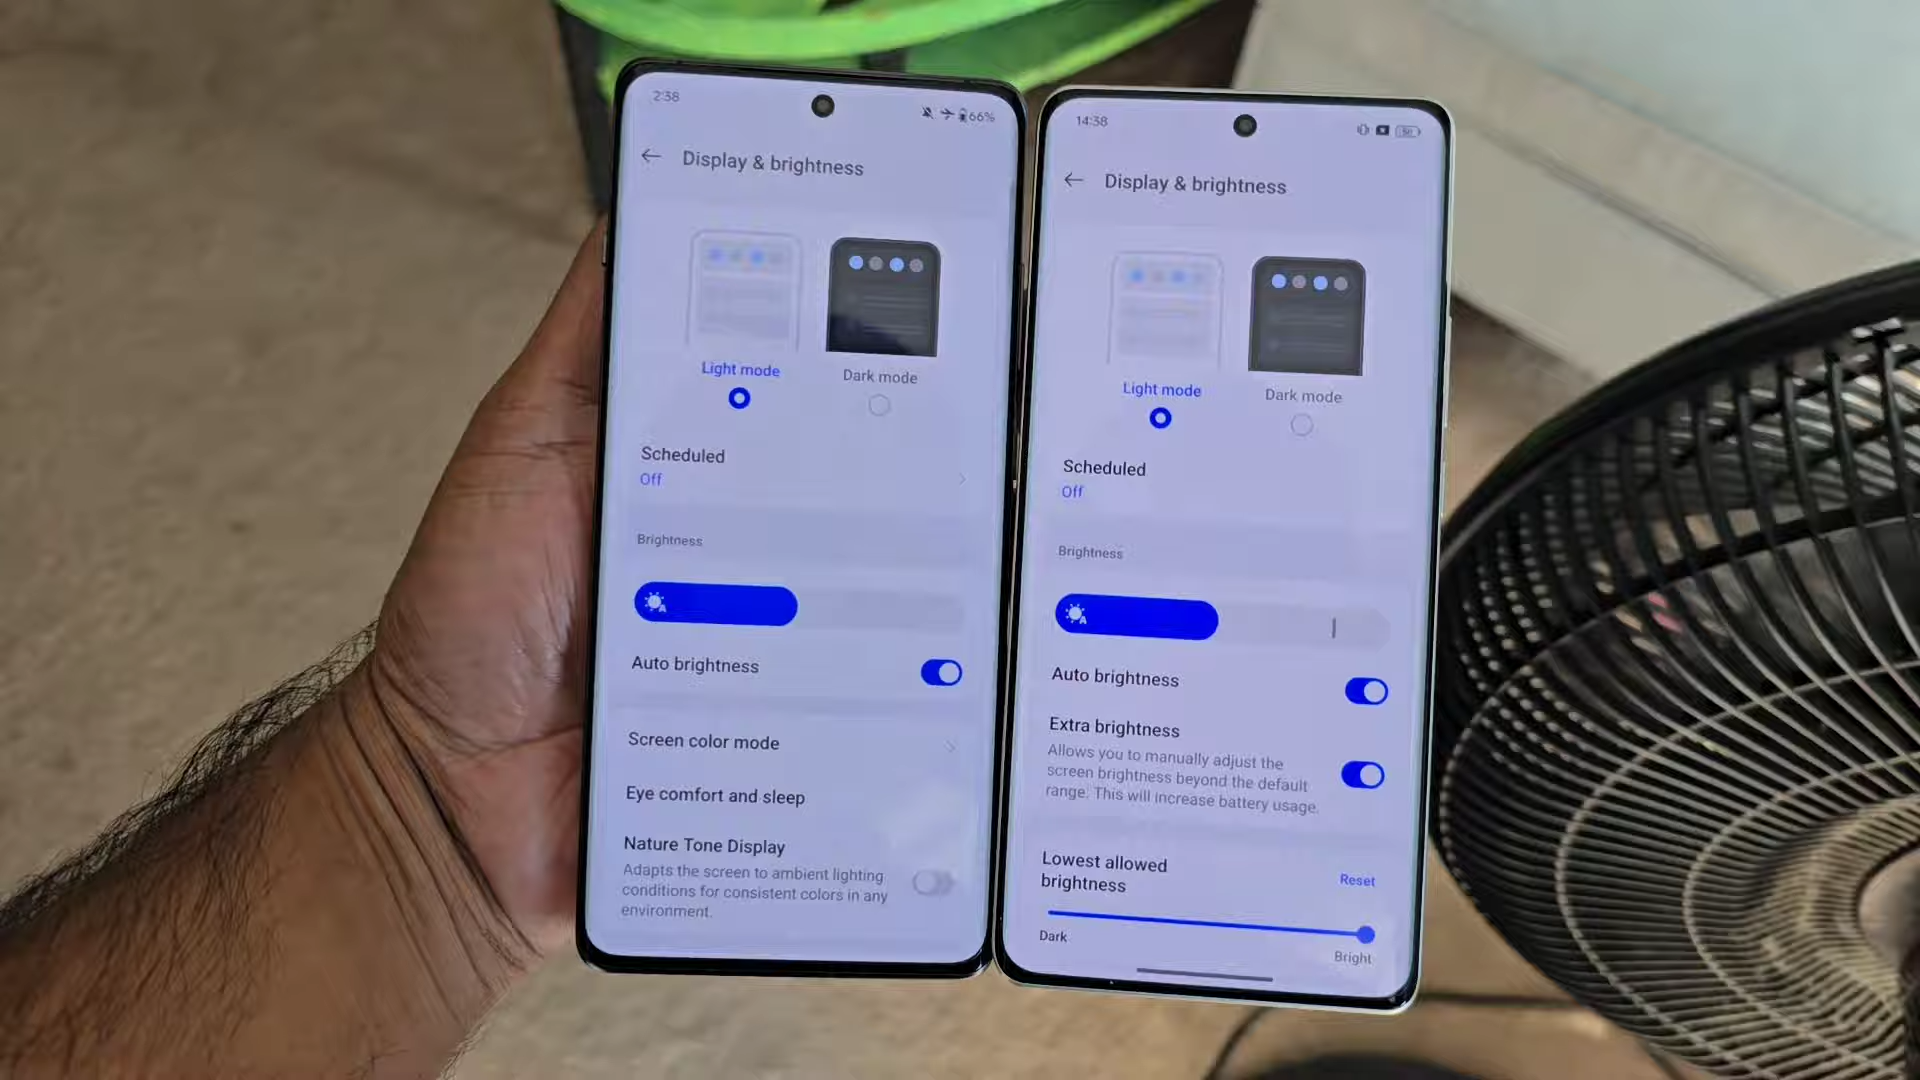 2:38
66%
Display & brightness
Light mode
Dark mode
Scheduled
Off
Brightness
Auto brightness
Screen color mode
Eye comfort and sleep
Nature Tone Display
Adapts the screen to ambient lighting
conditions for consistent colors in any
environment.
14:38
50
Display & brightness
Light mode
Dark mode
Scheduled
Off
Brightness
Auto brightness
Extra brightness
Allows you to manually adjust the
screen brightness beyond the default
range. This will increase battery usage.
Lowest allowed
brightness
Reset
Dark
Bright